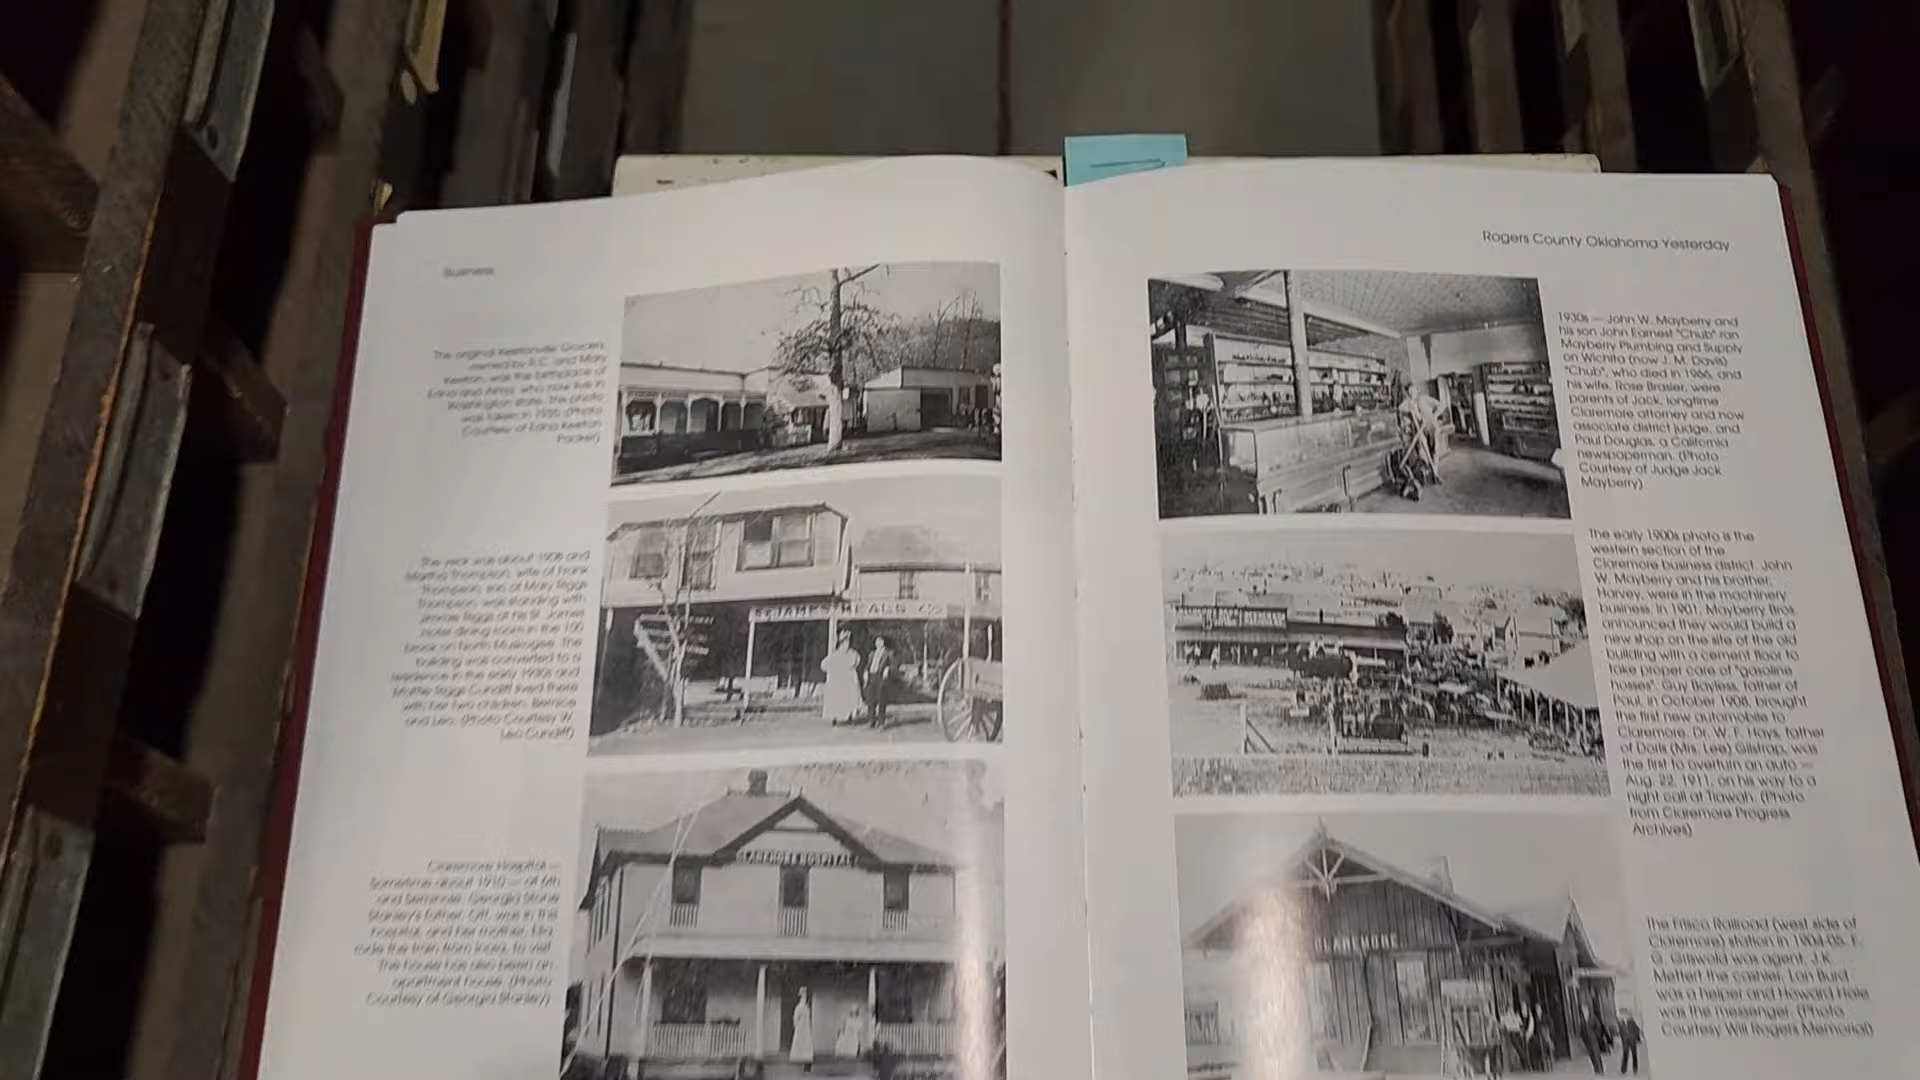 Business
The original Keetonville Grocery
owned by R.C. and Mary
Keeton, was the birthplace of
Edna and Alma, who now live in
Washington state. This photo
was taken in
Courtesy of Edna Keeton
Packer)
The year was about 1908 and
Martha Thompson, wife of Frank
Thompson, son of Mary Riggs
Thompson, was standing with
Jimmie Riggs at his St. James
Hotel dining room in the 100
block on North Muskogee. The
building was converted to a
residence in the early 1930s and
Mattie Riggs Cundiff lived there
with her two children, Bernice
and Leo. (Photo Courtesy W.
Leo Cundiff)
Claremore Hospital —
Sometime about 1910 — at 6th
and Seminole. Georgia Stone
Stanley's father, Off, was in the
hospital, and her mother,
rode the train from Inola, to visit.
The house has also been an
apartment house. (Photo
Courtesy of Georgia Stanley)
ST. JAMES MEALS
CLAREMORE HOSPITAL
Rogers County, Oklahoma Yesterday
1930s — John W. Mayberry and
his son John Earnest "Chub" ran
Mayberry Plumbing and Supply
on Wichita (now J. M. Davis).
"Chub", who died in 1966, and
his wife, Rose Brasier, were
parents of Jack, longtime
Claremore attorney and now
associate district judge, and
Paul Douglas, a California
newspaperman. (Photo
Courtesy of Judge Jack
Mayberry)
The early 1900s photo is the
western section of the
Claremore business district. John
W. Mayberry and his brother,
Harvey, were in the machinery
business. In 1901, Mayberry Bros.
announced they would build a
new shop on the site of the old
building with a cement floor to
take proper care of "gasoline
hosses". Guy Bayless, father of
Paul, in October 1908, brought
the first new automobile to
Claremore. Dr. W. F. Hays, father
of Doris (Mrs. Lee) Gilstrap, was
the first to overturn an auto —
Aug. 22, 1911, on his way to a
night call at Tiawah. (Photo
from Claremore Progress
Archives)
CLAREMORE
The Frisco Railroad (west side of
Claremore) station in 1904-05. F.
G. Griswold was agent, J.K.
Meltert the cashier, Lon Burd
was a helper and Howard Hale
was the messenger. (Photo
Courtesy Will Rogers Memorial)